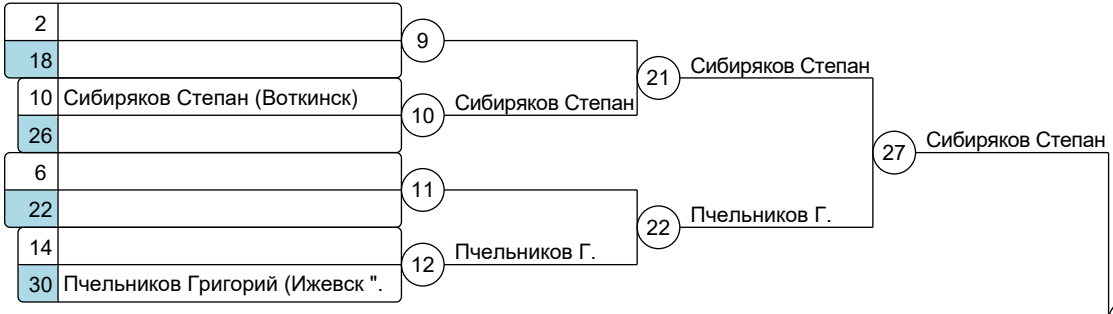 2
9
18
21
Сибиряков Степан
10 Сибиряков Степан (Воткинск)
10
Сибиряков Степан
26
27
Сибиряков Степан
6
11
22
22
Пчельников Г.
14
12
Пчельников Г.
30 Пчельников Григорий (Ижевск ".